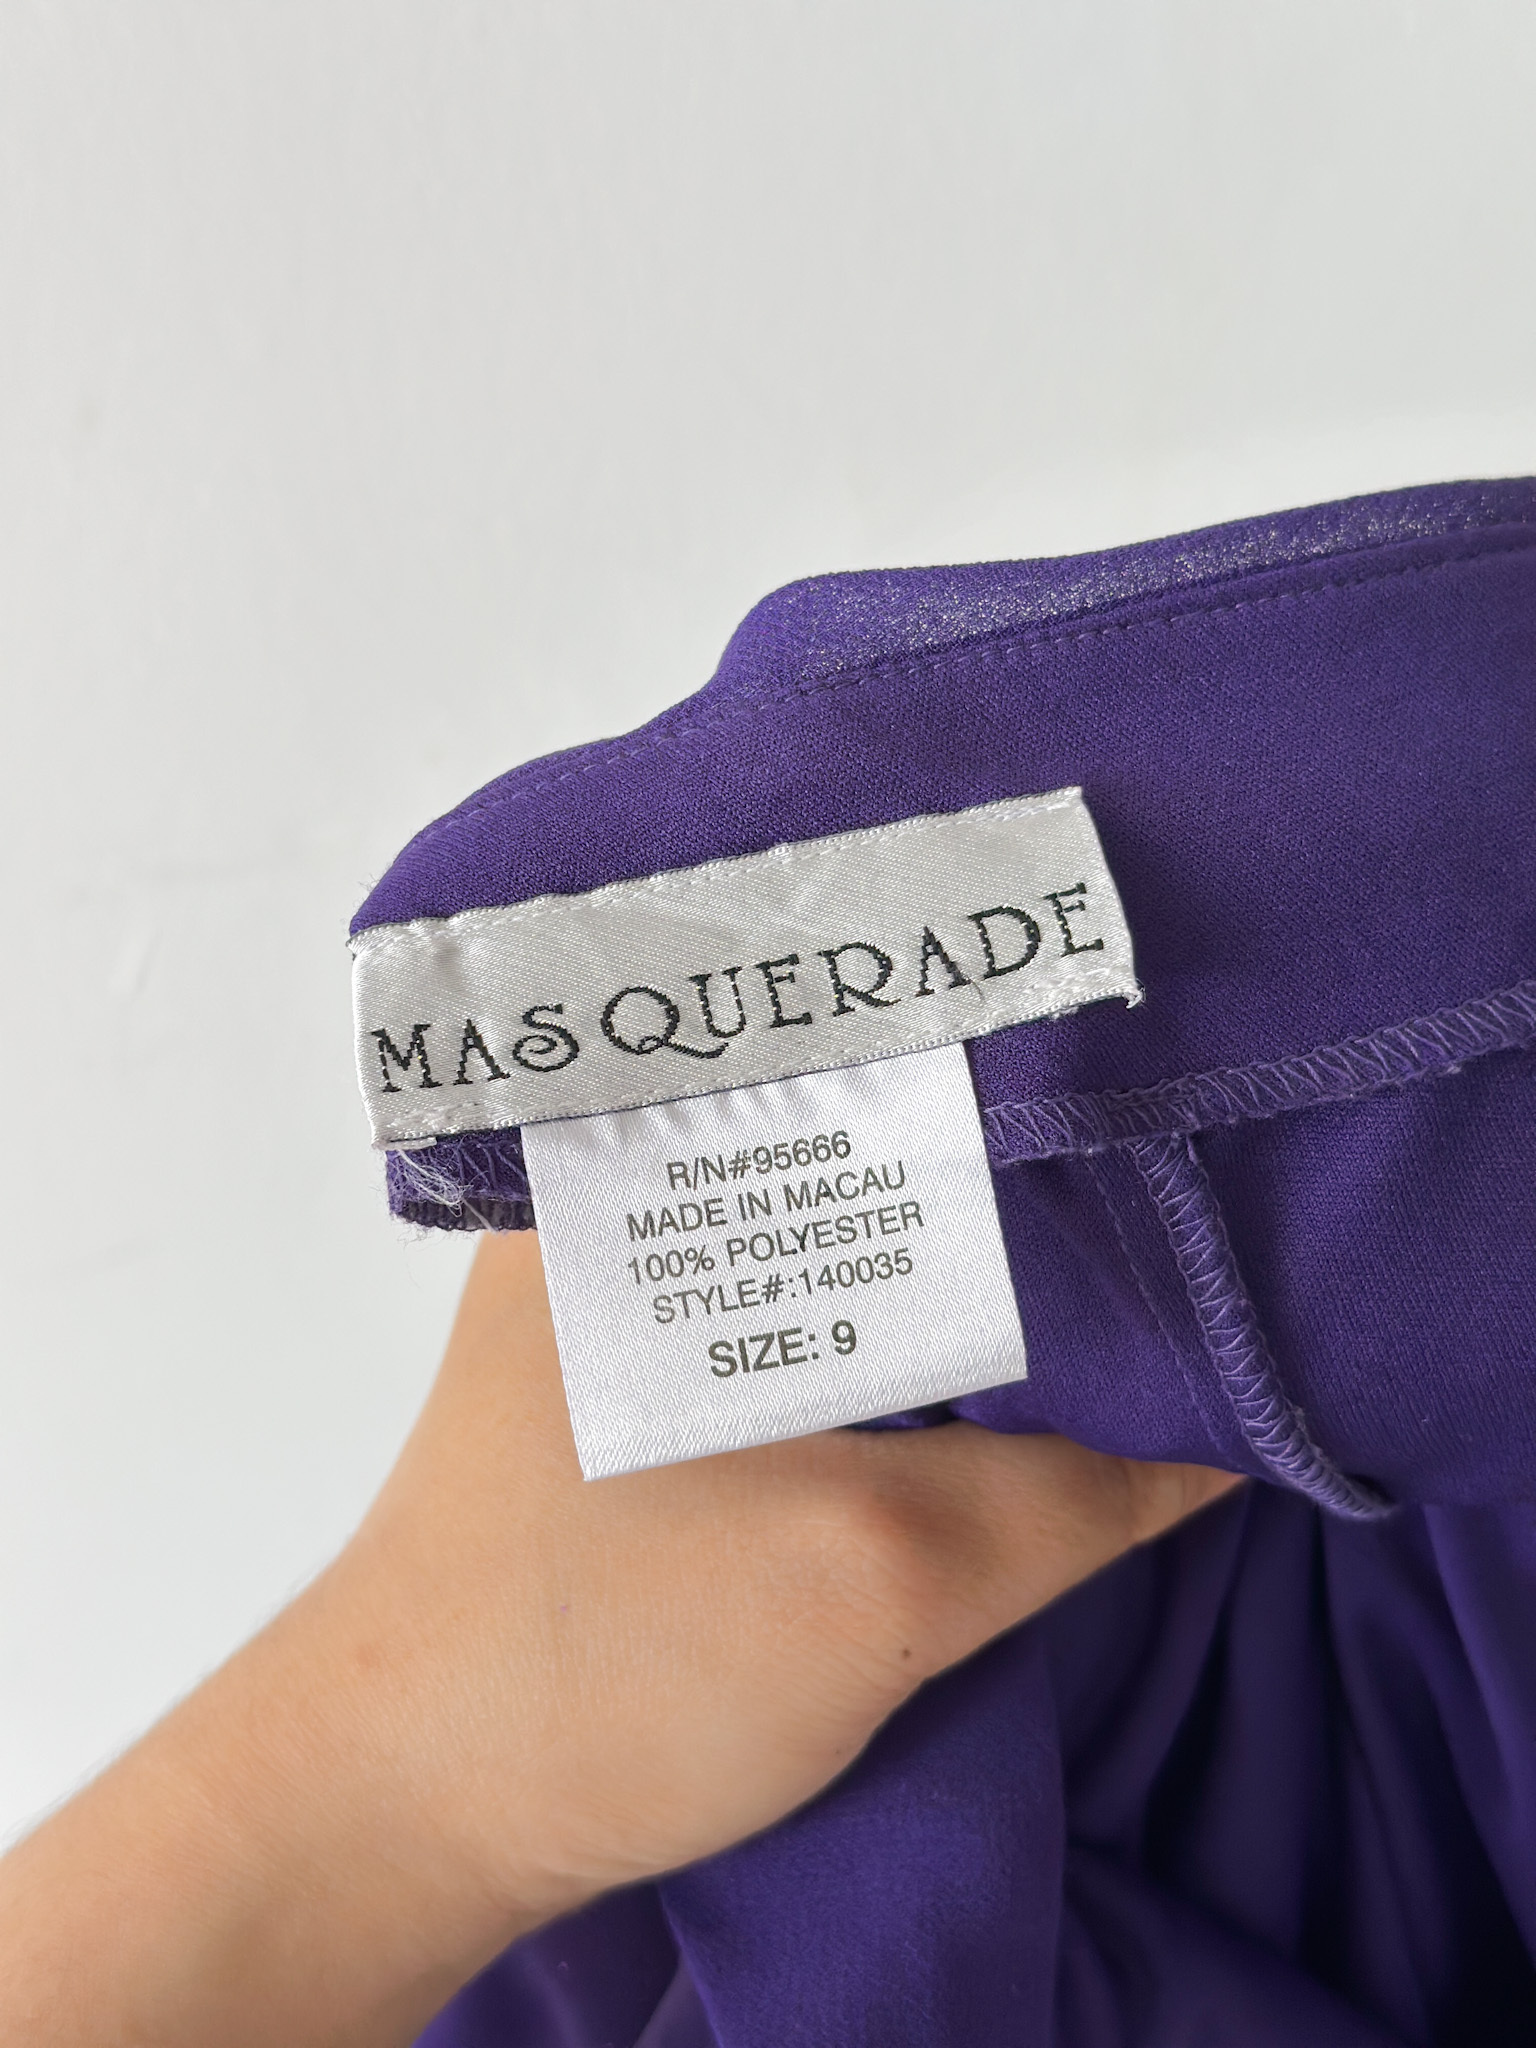 MASQUERADE
R/N#95666
MADE IN MACAU
100% POLYESTER
STYLE#:140035
SIZE: 9